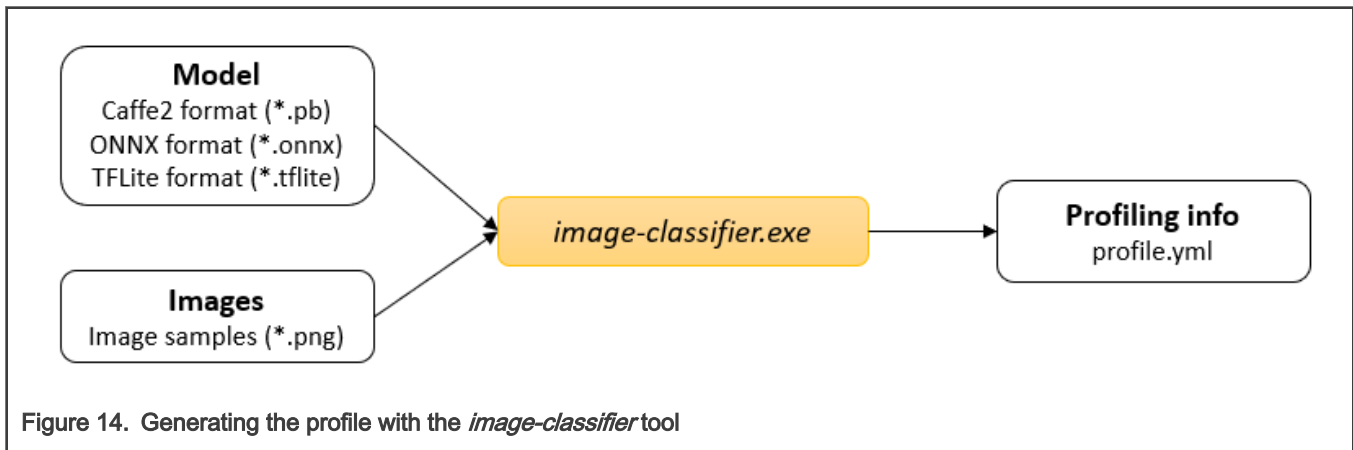 Model
Caffe2 format (*.pb)
ONNX format (*.onnx)
TFLite format (*.tflite)
Images
Image samples (*.png)
image-classifier.exe
Profiling info
profile.yml
Figure 14. Generating the profile with the image-classifier tool